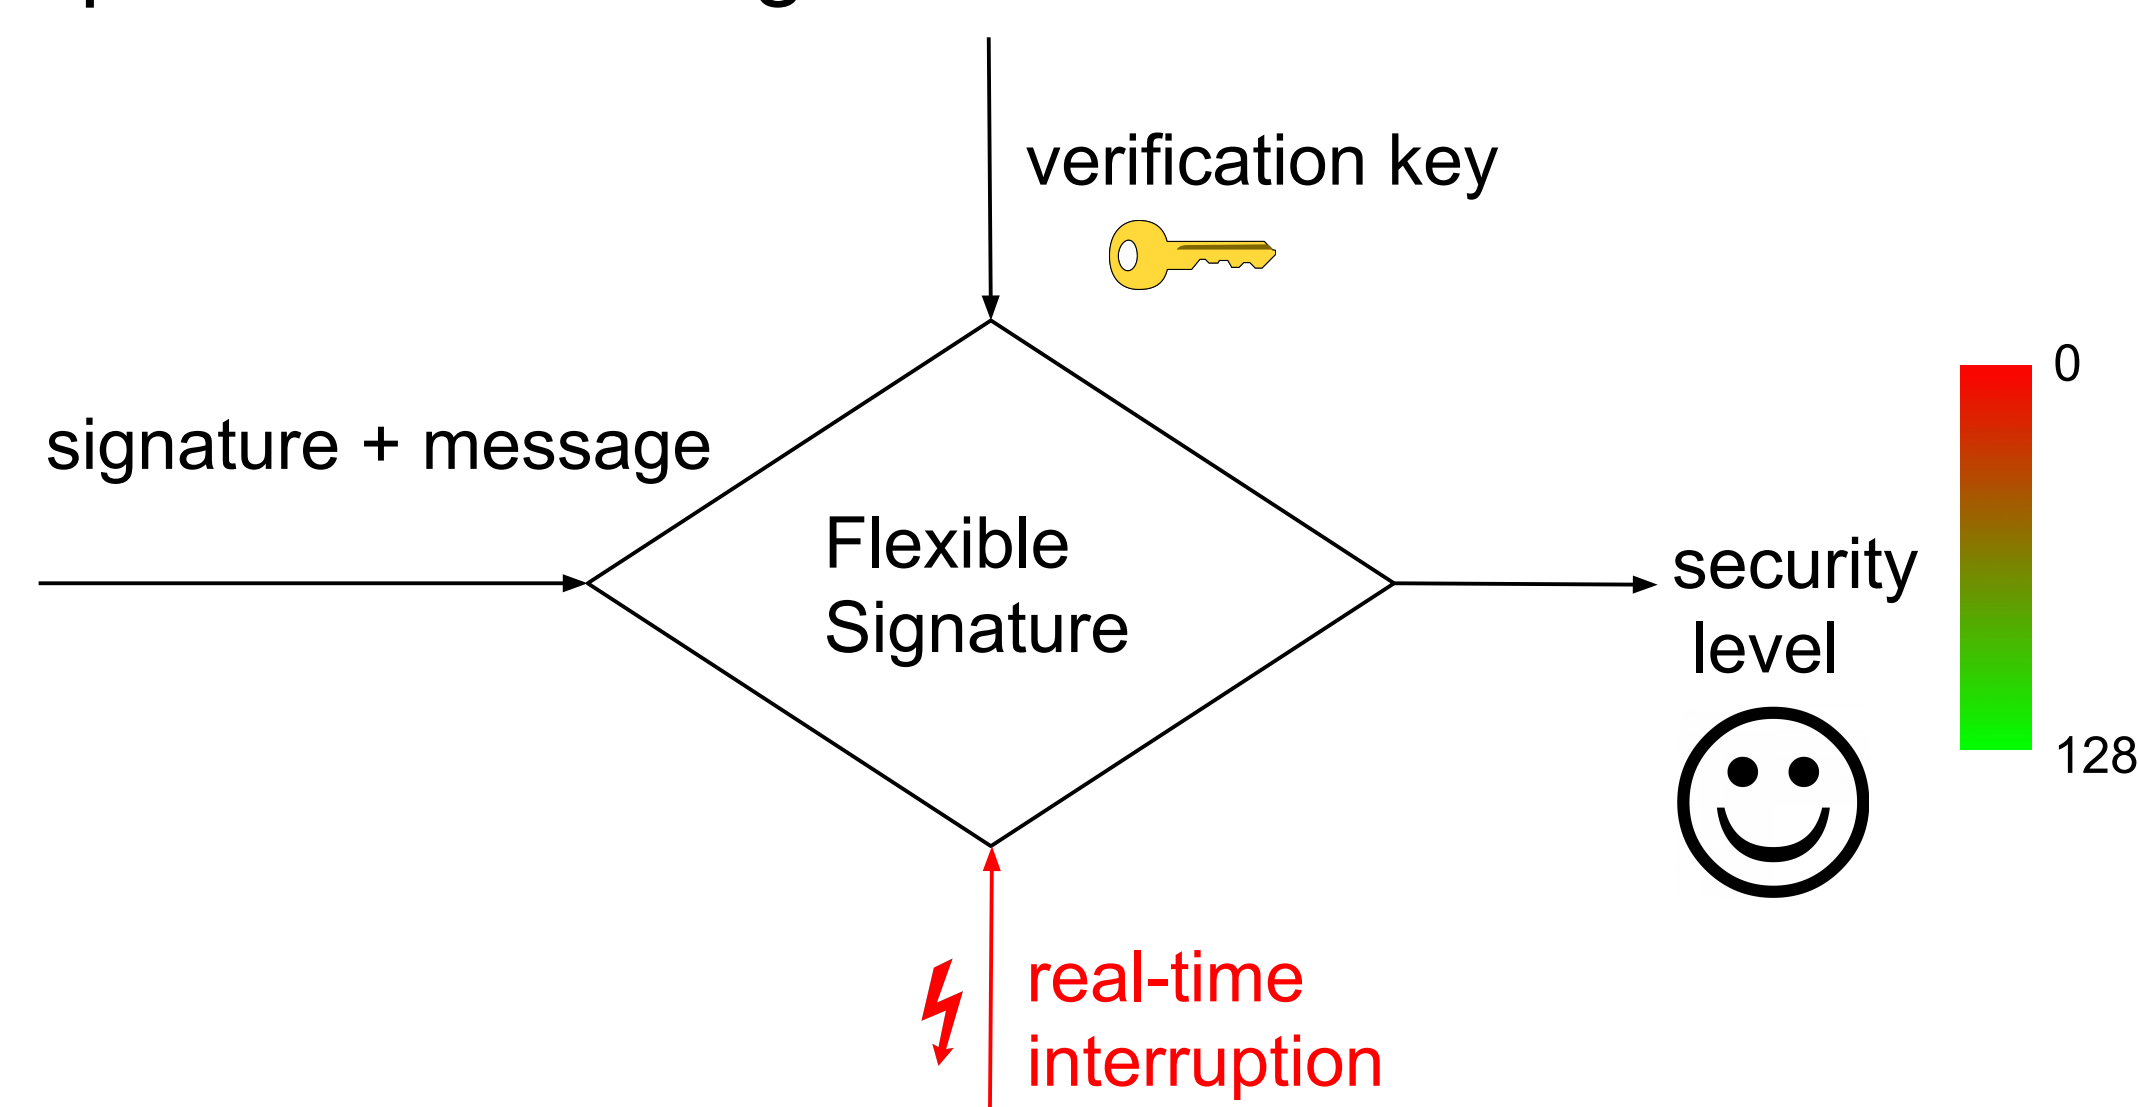 verification key
signature + message
0
Flexible
Signature
security
level
128
real-time
interruption